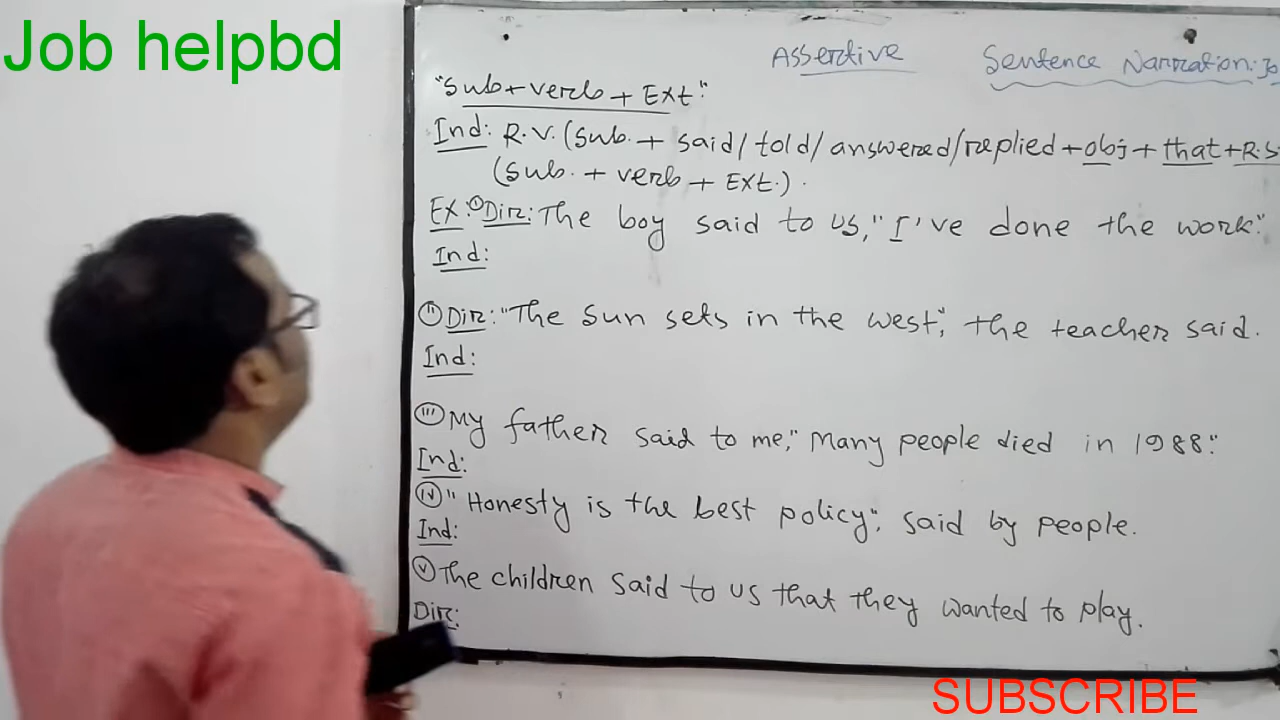 Job helpbd
Assertive Sentence Narration:
"Sub+verb + Ext."
Ind: R.V. (Sub. + said/told/answered/replied+obj + that + R.S
(Sub. + verb + Ext.).
Ex: (i) Dir: The boy said to us, "I've done the work."
Ind:
(ii) Dir: "The sun sets in the west", the teacher said.
Ind:
(iii) My father said to me, "Many people died in 1988."
Ind:
(iv) "Honesty is the best policy", said by people.
Ind:
(v) The children said to us that they wanted to play.
Dir:
SUBSCRIBE